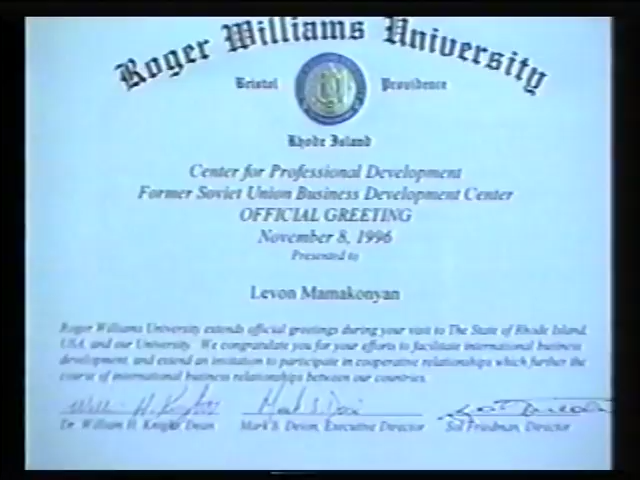 Roger Williams University
Bristol Providence
Rhode Island
Center for Professional Development
Former Soviet Union Business Development Center
OFFICIAL GREETING
November 8, 1996
Presented to
Levon Mamakonyan
Roger Williams University extends official greetings during your visit to The State of Rhode Island,
USA, and our University. We congratulate you for your efforts to facilitate international business
development, and extend an invitation to participate in cooperative relationships which further the
course of international business relationships between our countries.
Dr. William H. Knight Dean Mark S. Deion, Executive Director Sol Friedman, Director